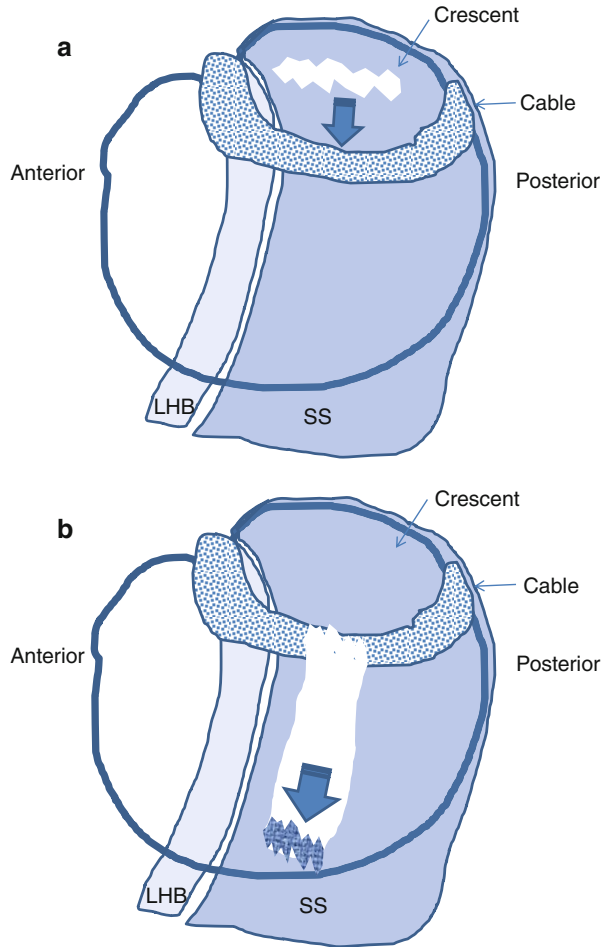 a
Crescent
Cable
Anterior
Posterior
LHB
SS
b
Crescent
Cable
Anterior
Posterior
LHB
SS